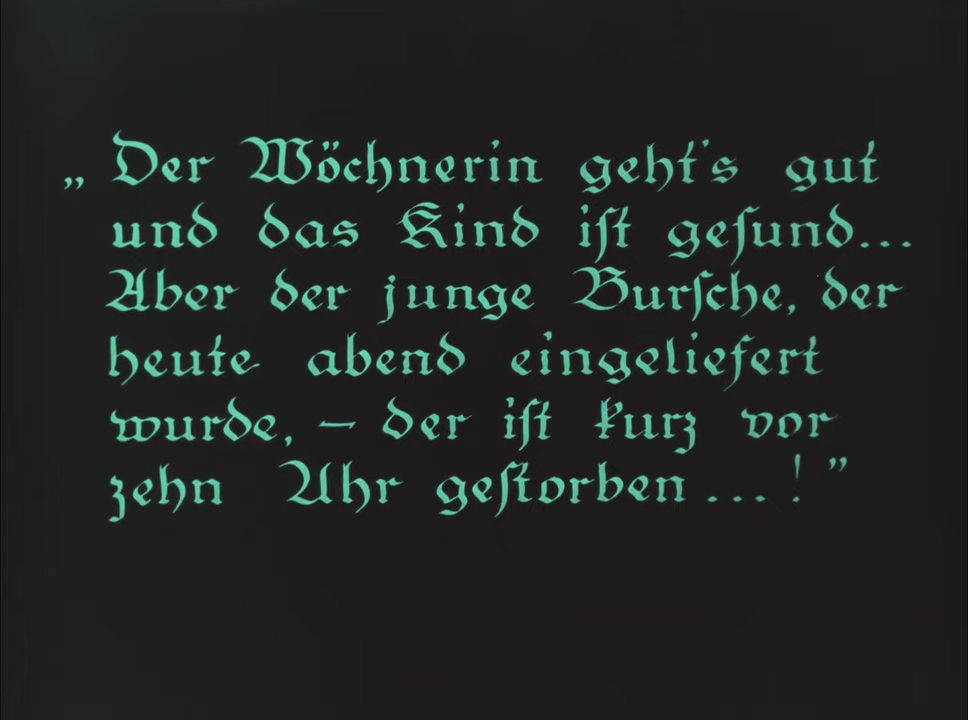 „Der Wöchnerin geht's gut
und das Kind ist gesund...
Aber der junge Bursche, der
heute abend eingeliefert
wurde, – der ist kurz vor
zehn Uhr gestorben...!”